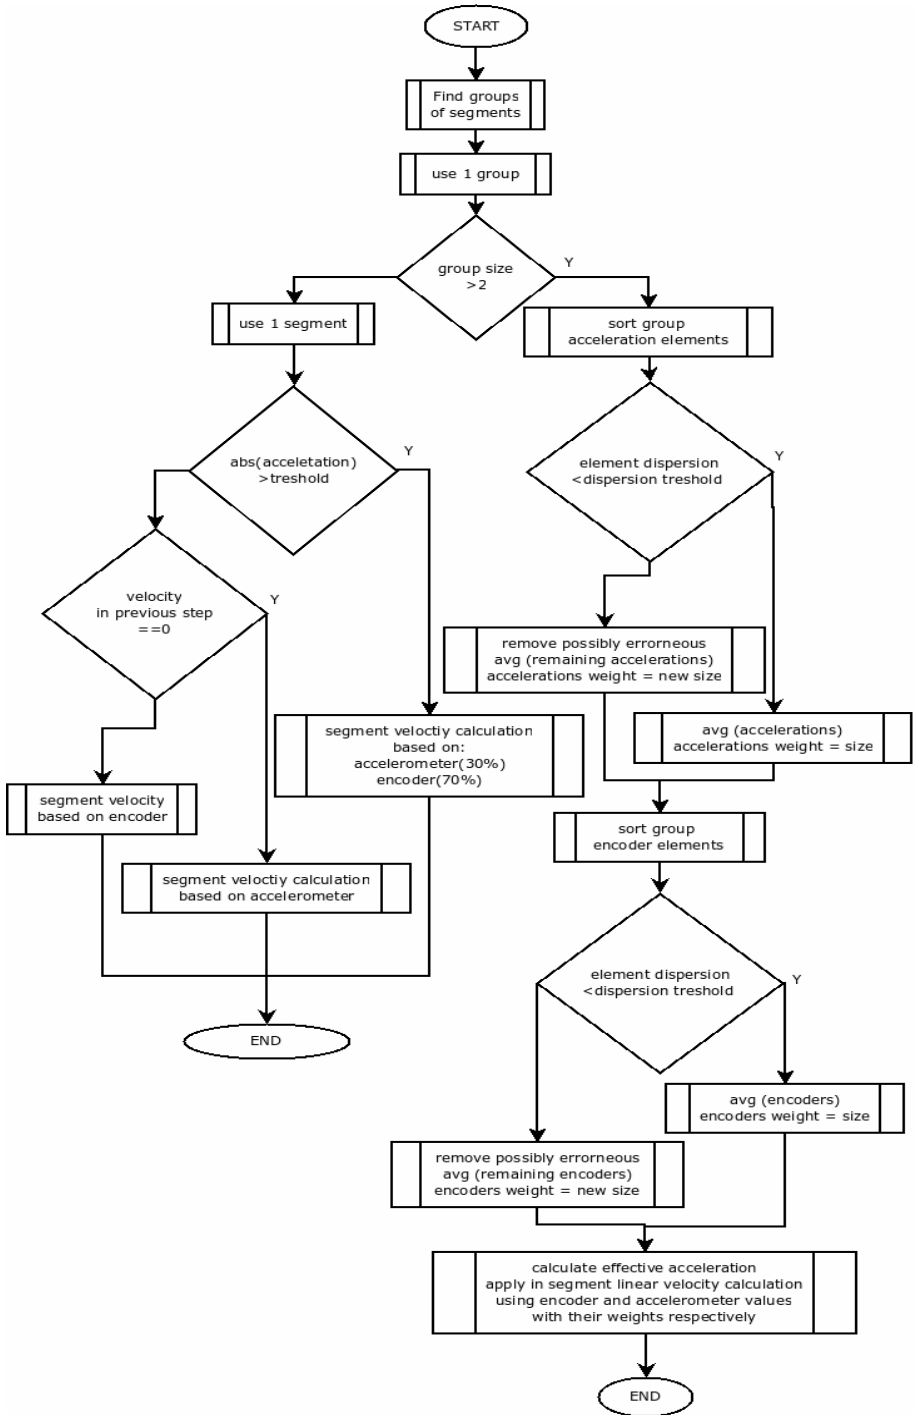 START
Find groups
of segments
use 1 group
group size
>2
Y
use 1 segment
sort group
acceleration elements
abs(acceletation)
>treshold
Y
element dispersion
<dispersion treshold
Y
velocity
in previous step
==0
Y
remove possibly errorneous
avg (remaining accelerations)
accelerations weight = new size
segment veloctiy calculation
based on:
accelerometer(30%)
encoder(70%)
avg (accelerations)
accelerations weight = size
segment velocity
based on encoder
sort group
encoder elements
segment veloctiy calculation
based on accelerometer
element dispersion
<dispersion treshold
Y
END
avg (encoders)
encoders weight = size
remove possibly errorneous
avg (remaining encoders)
encoders weight = new size
calculate effective acceleration
apply in segment linear velocity calculation
using encoder and accelerometer values
with their weights respectively
END